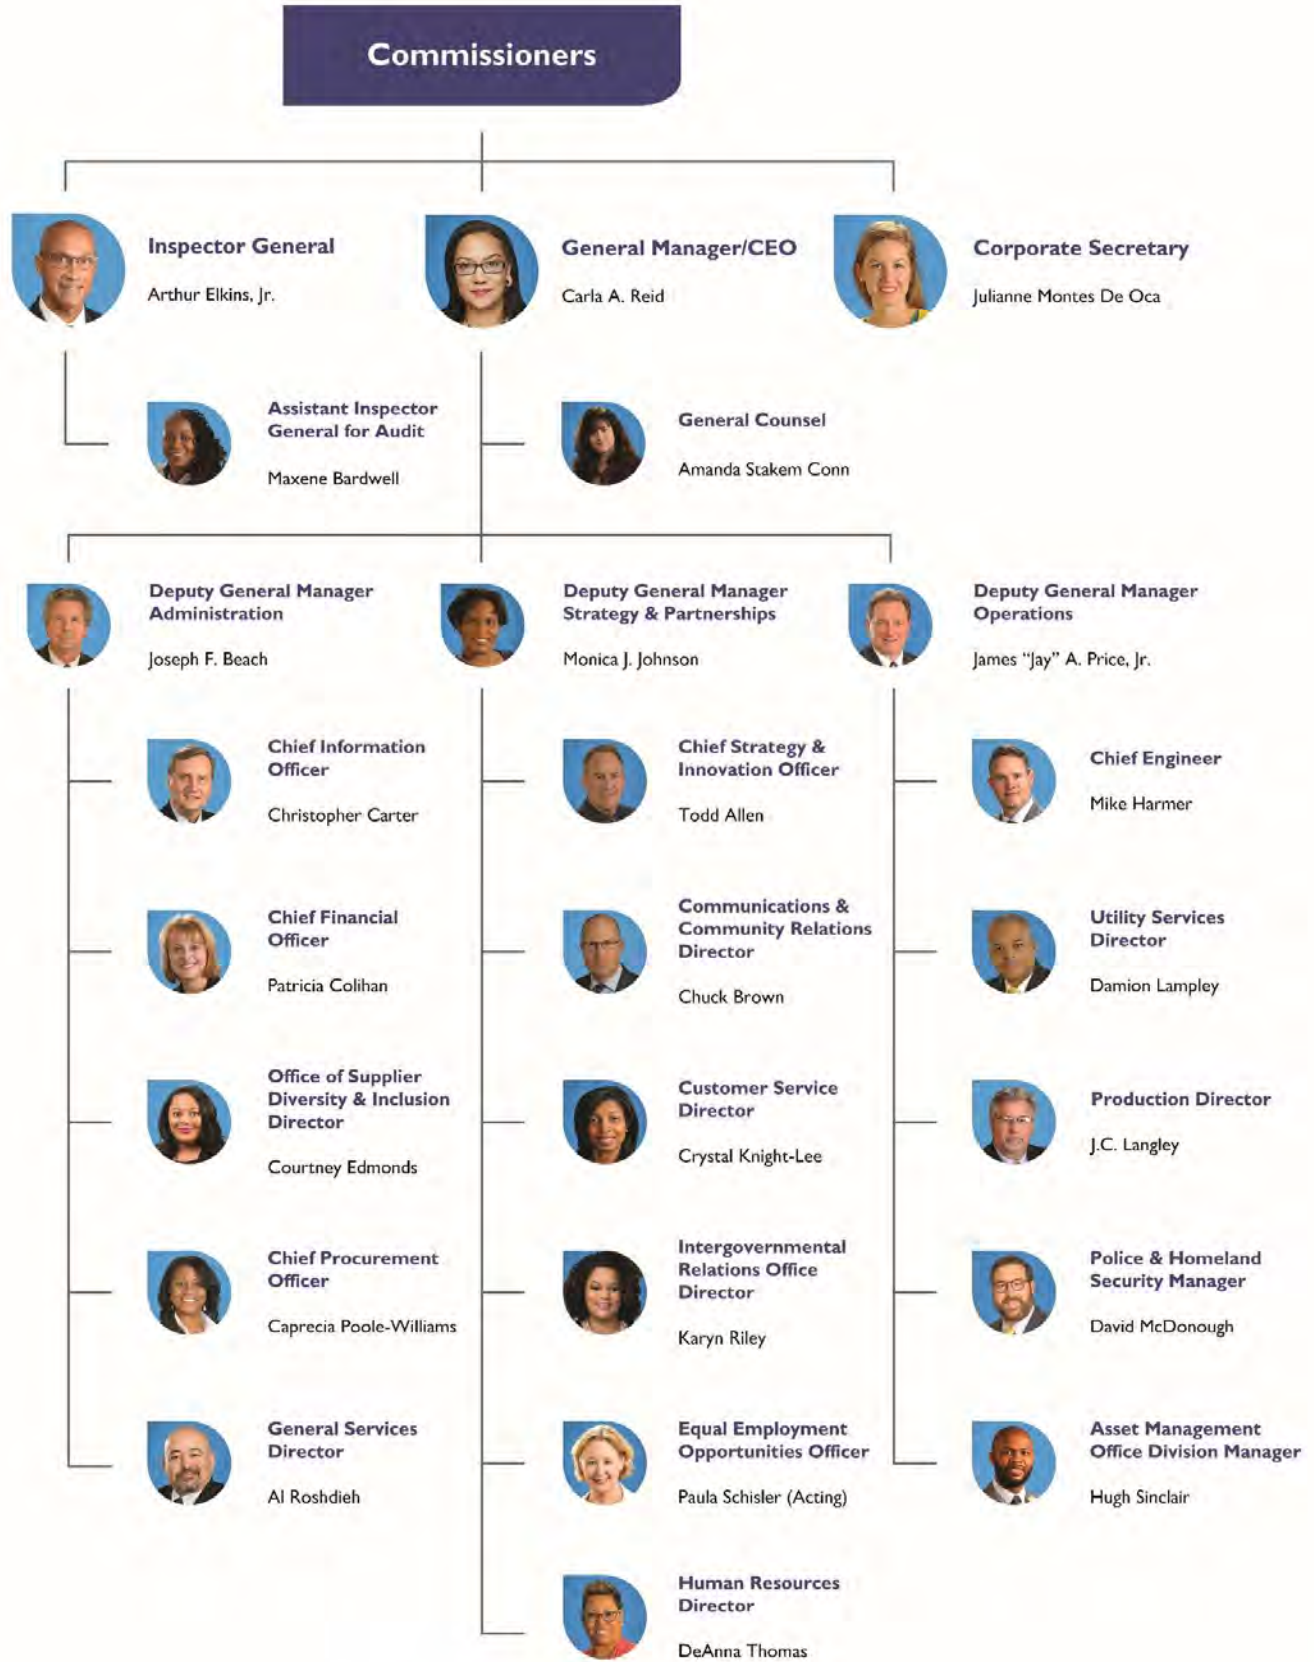 Commissioners
Inspector General
Arthur Elkins, Jr.
General Manager/CEO
Carla A. Reid
Corporate Secretary
Julianne Montes De Oca
Assistant Inspector
General for Audit
Maxene Bardwell
General Counsel
Amanda Stakem Conn
Deputy General Manager
Administration
Joseph F. Beach
Deputy General Manager
Strategy & Partnerships
Monica J. Johnson
Deputy General Manager
Operations
James “Jay” A. Price, Jr.
Chief Information
Officer
Christopher Carter
Chief Strategy &
Innovation Officer
Todd Allen
Chief Engineer
Mike Harmer
Chief Financial
Officer
Patricia Colihan
Communications &
Community Relations
Director
Chuck Brown
Utility Services
Director
Damion Lampley
Office of Supplier
Diversity & Inclusion
Director
Courtney Edmonds
Customer Service
Director
Crystal Knight-Lee
Production Director
J.C. Langley
Chief Procurement
Officer
Caprecia Poole-Williams
Intergovernmental
Relations Office
Director
Karyn Riley
Police & Homeland
Security Manager
David McDonough
General Services
Director
Al Roshdieh
Equal Employment
Opportunities Officer
Paula Schisler (Acting)
Asset Management
Office Division Manager
Hugh Sinclair
Human Resources
Director
DeAnna Thomas